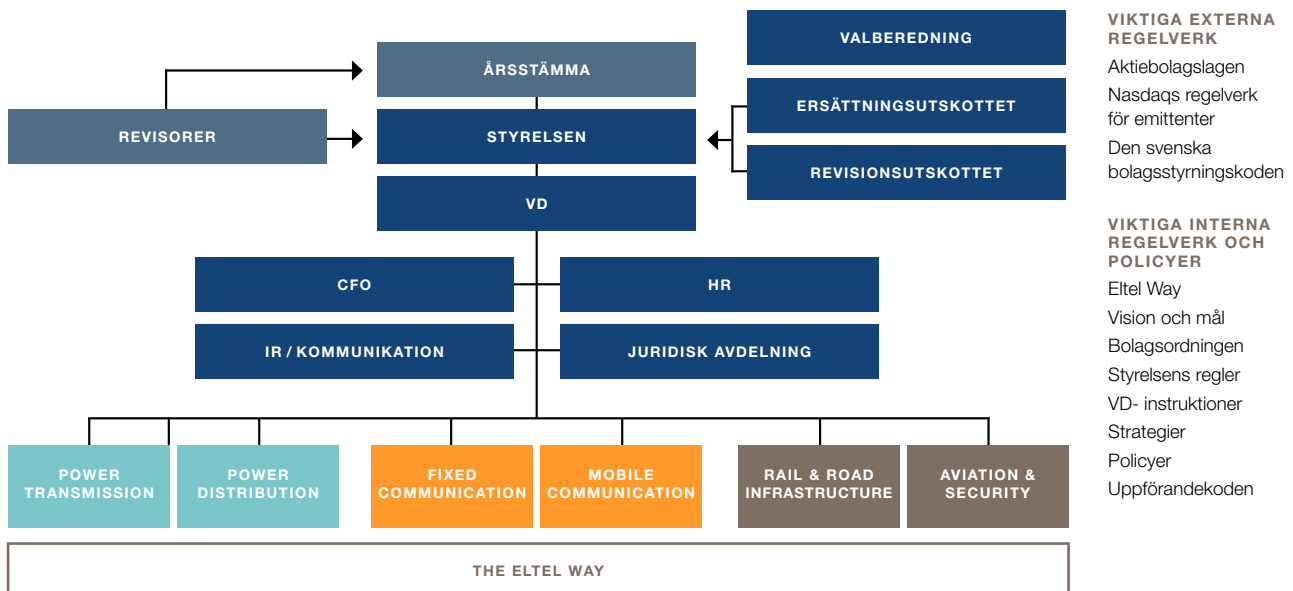 VALBEREDNING
ÅRSSTÄMMA
ERSÄTTNINGSUTSKOTTET
REVISORER
STYRELSEN
REVISIONSUTSKOTTET
VD
CFO
HR
IR / KOMMUNIKATION
JURIDISK AVDELNING
POWER
TRANSMISSION
POWER
DISTRIBUTION
FIXED
COMMUNICATION
MOBILE
COMMUNICATION
RAIL & ROAD
INFRASTRUCTURE
AVIATION &
SECURITY
THE ELTEL WAY
VIKTIGA EXTERNA
REGELVERK
Aktiebolagslagen
Nasdaqs regelverk
för emittenter
Den svenska
bolagsstyrningskoden
VIKTIGA INTERNA
REGELVERK OCH
POLICYER
Eltel Way
Vision och mål
Bolagsordningen
Styrelsens regler
VD- instruktioner
Strategier
Policyer
Uppförandekoden